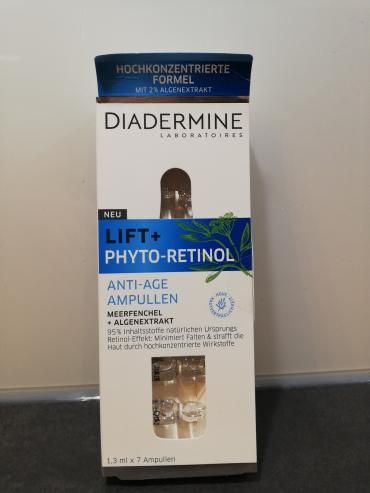 HOCHKONZENTRIERTE
FORMEL
MIT 2% ALGENEXTRAKT
DIADERMINE
LABORATOIRES
NEU
LIFT+
PHYTO-RETINOL
ANTI-AGE
AMPULLEN
MEERFENCHEL
+ ALGENEXTRAKT
95% Inhaltsstoffe natürlichen Ursprungs
Retinol-Effekt: Minimiert Falten & strafft die
Haut durch hochkonzentrierte Wirkstoffe
1,3 ml x 7 Ampullen